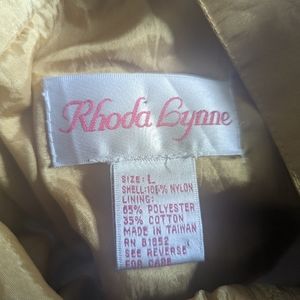 Rhoda Lynne
SIZE: L
SHELL: 100% NYLON
LINING:
65% POLYESTER
35% COTTON
MADE IN TAIWAN
RN 81852
SEE REVERSE
FOR CARE